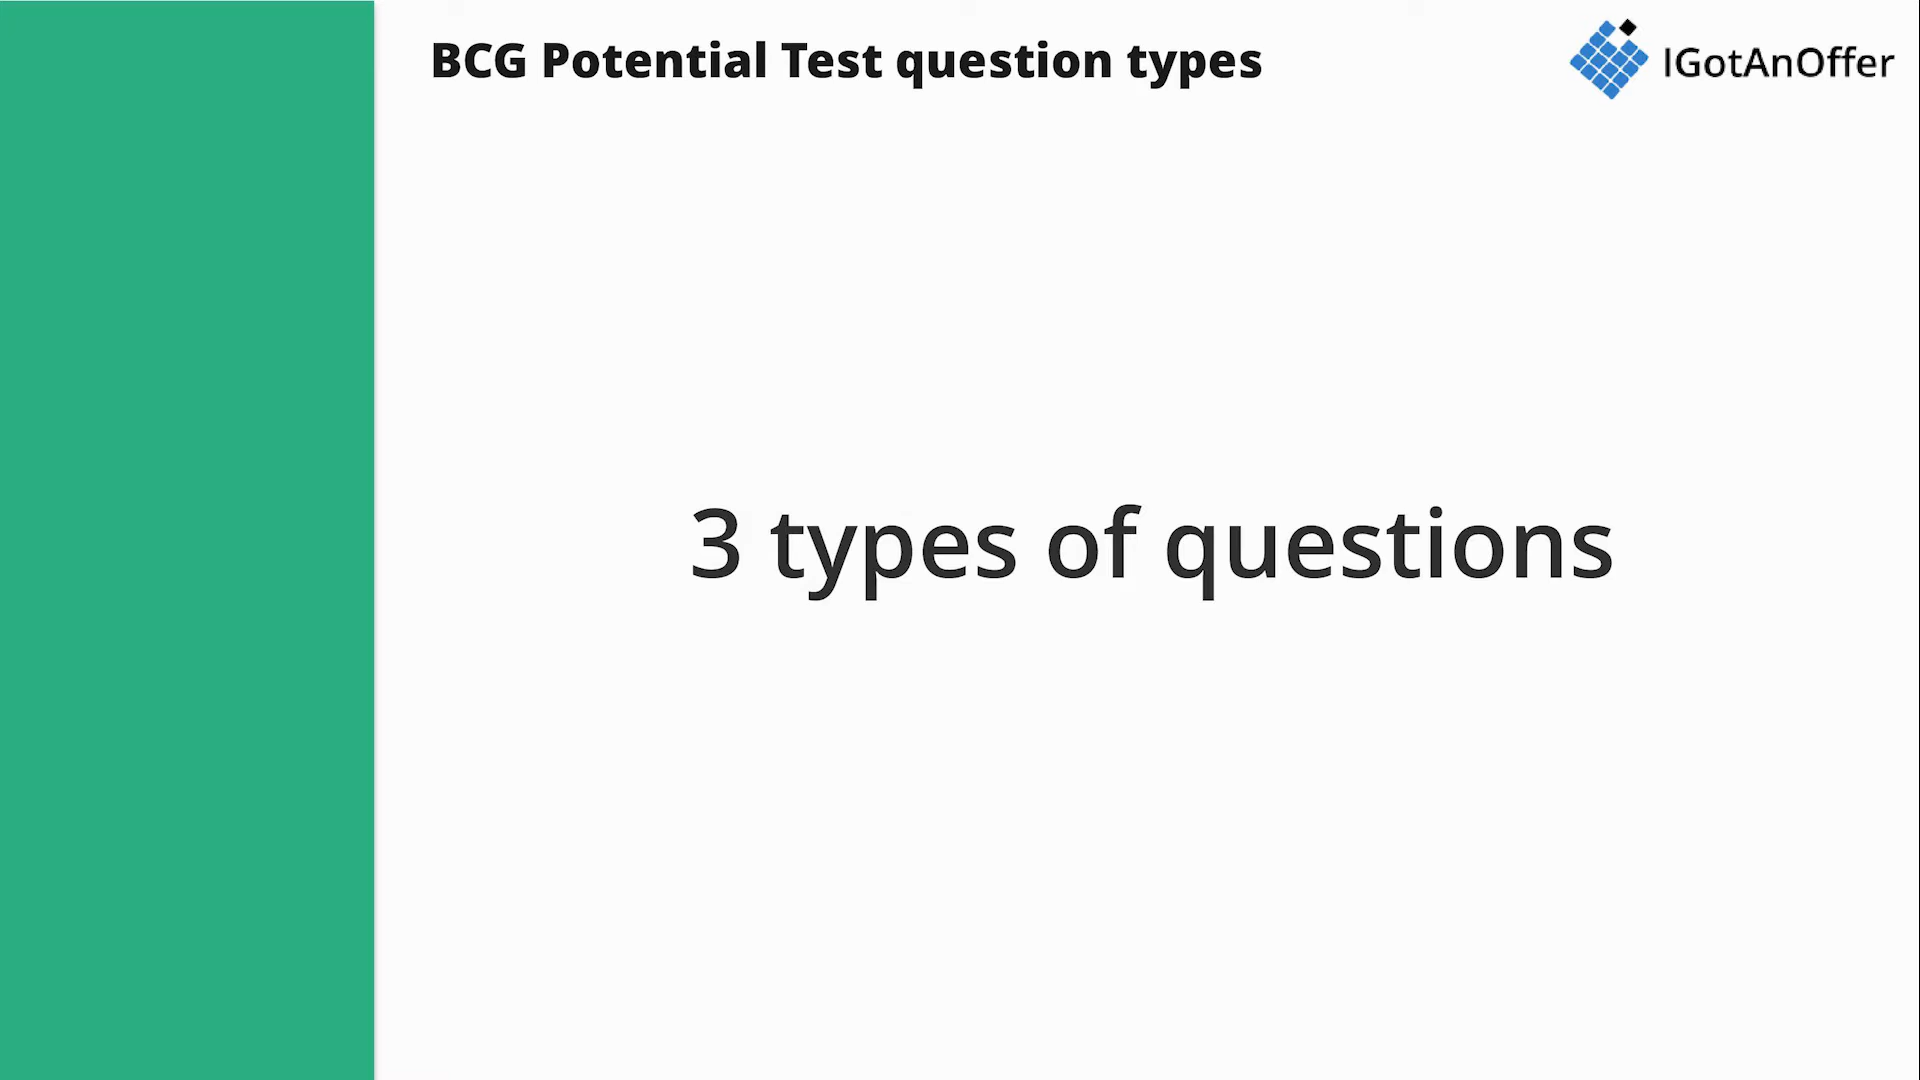 BCG Potential Test question types
IGotAnOffer
3 types of questions